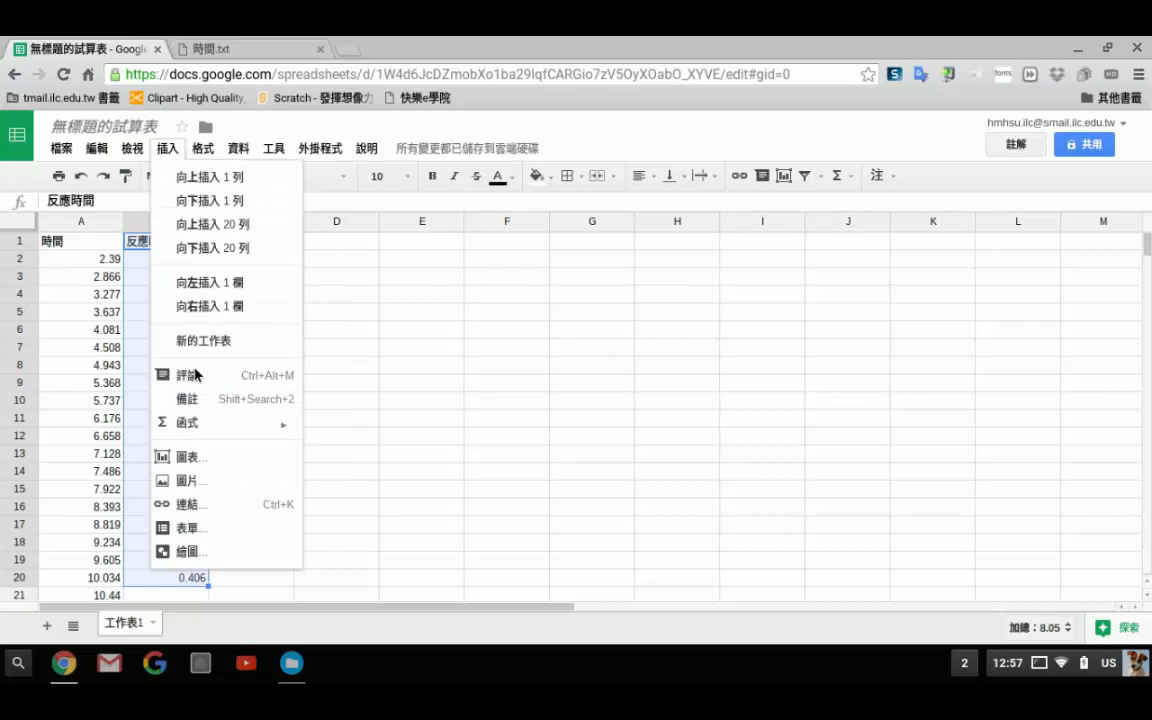 無標題的試算表 - Googl
時間.txt
https://docs.google.com/spreadsheets/d/1W4d6JcDZmobXo1ba29IqfCARGio7zV5OyXOabO_XYVE/edit#gid=0
tmail.ilc.edu.tw 書籤
Clipart - High Quality,
Scratch - 發揮想像力
快樂e學院
其他書籤
無標題的試算表
hmhsu.ilc@smail.ilc.edu.tw
檔案 編輯 檢視 插入 格式 資料 工具 外掛程式 說明 所有變更都已儲存到雲端硬碟
註解
共用
10 B I S A Σ 注
fx 反應時間
A D E F G H I J K L M
1 時間 反應
2 2.39
3 2.866
4 3.277
5 3.637
6 4.081
7 4.508
8 4.943
9 5.368
10 5.737
11 6.176
12 6.658
13 7.128
14 7.486
15 7.922
16 8.393
17 8.819
18 9.234
19 9.605
20 10.034 0.406
21 10.44
向上插入 1 列
向下插入 1 列
向上插入 20 列
向下插入 20 列
向左插入 1 欄
向右插入 1 欄
新的工作表
評論 Ctrl+Alt+M
備註 Shift+Search+2
Σ 函式
圖表...
圖片...
連結... Ctrl+K
表單...
繪圖...
工作表1
加總：8.05
探索
2
12:57
US